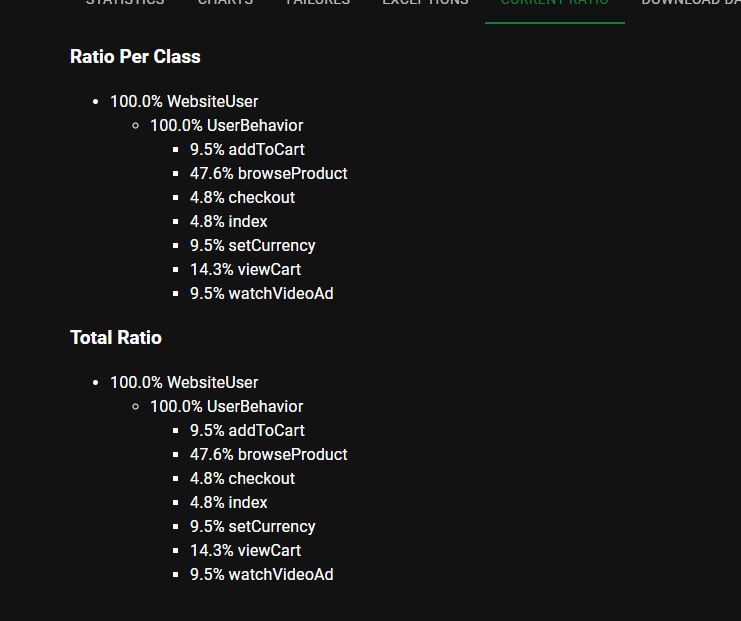 STATISTICS CHARTS FAILURES EXCEPTIONS CURRENT RATIO DOWNLOAD DA
Ratio Per Class
100.0% WebsiteUser
100.0% UserBehavior
9.5% addToCart
47.6% browseProduct
4.8% checkout
4.8% index
9.5% setCurrency
14.3% viewCart
9.5% watchVideoAd
Total Ratio
100.0% WebsiteUser
100.0% UserBehavior
9.5% addToCart
47.6% browseProduct
4.8% checkout
4.8% index
9.5% setCurrency
14.3% viewCart
9.5% watchVideoAd